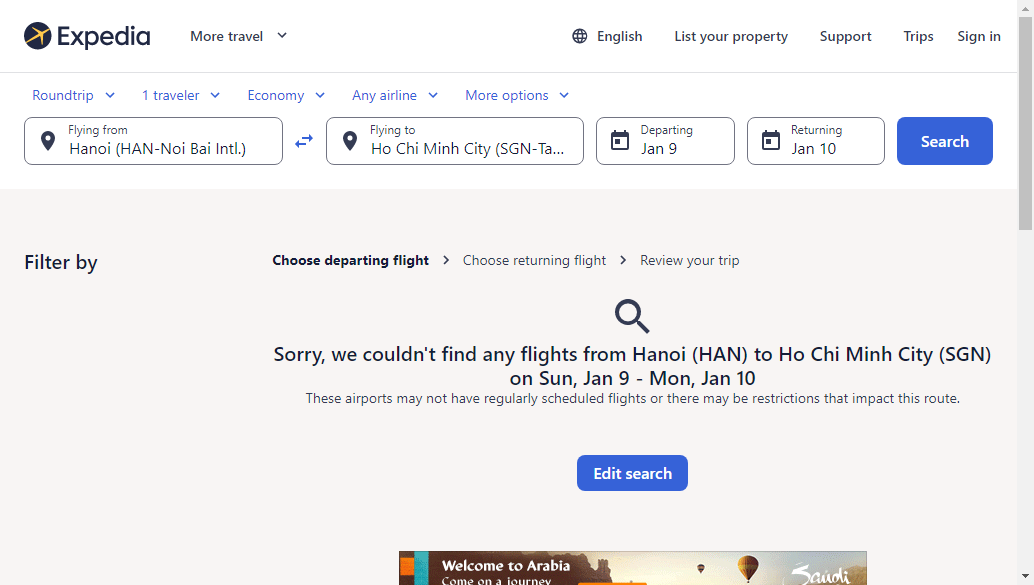 Expedia
More travel
English
List your property
Support
Trips
Sign in
Roundtrip
1 traveler
Economy
Any airline
More options
Flying from
Hanoi (HAN-Noi Bai Intl.)
Flying to
Ho Chi Minh City (SGN-Ta...
Departing
Jan 9
Returning
Jan 10
Search
Filter by
Choose departing flight
Choose returning flight
Review your trip
Sorry, we couldn't find any flights from Hanoi (HAN) to Ho Chi Minh City (SGN)
on Sun, Jan 9 - Mon, Jan 10
These airports may not have regularly scheduled flights or there may be restrictions that impact this route.
Edit search
Welcome to Arabia
Come on a journey
Saudi